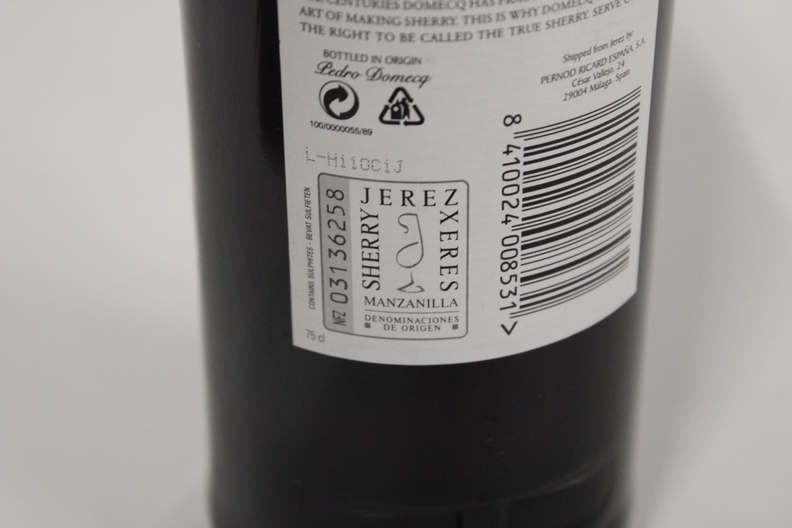 ART OF MAKING SHERRY. THIS IS WHY DOMECQ
THE RIGHT TO BE CALLED THE TRUE SHERRY. SERVE
BOTTLED IN ORIGIN
Pedro Domecq
100/0000055/89
Shipped from Jerez by:
PERNOD RICARD ESPAÑA, S.A.
César Vallejo, 24
29004 Málaga, Spain
L-H110C1J
CONTAINS SULPHITES - BEVAT SULFIETEN
NFZ 03136258
JEREZ
XERES
SHERRY
MANZANILLA
DENOMINACIONES
DE ORIGEN
75 cl
8 410024 008531 >